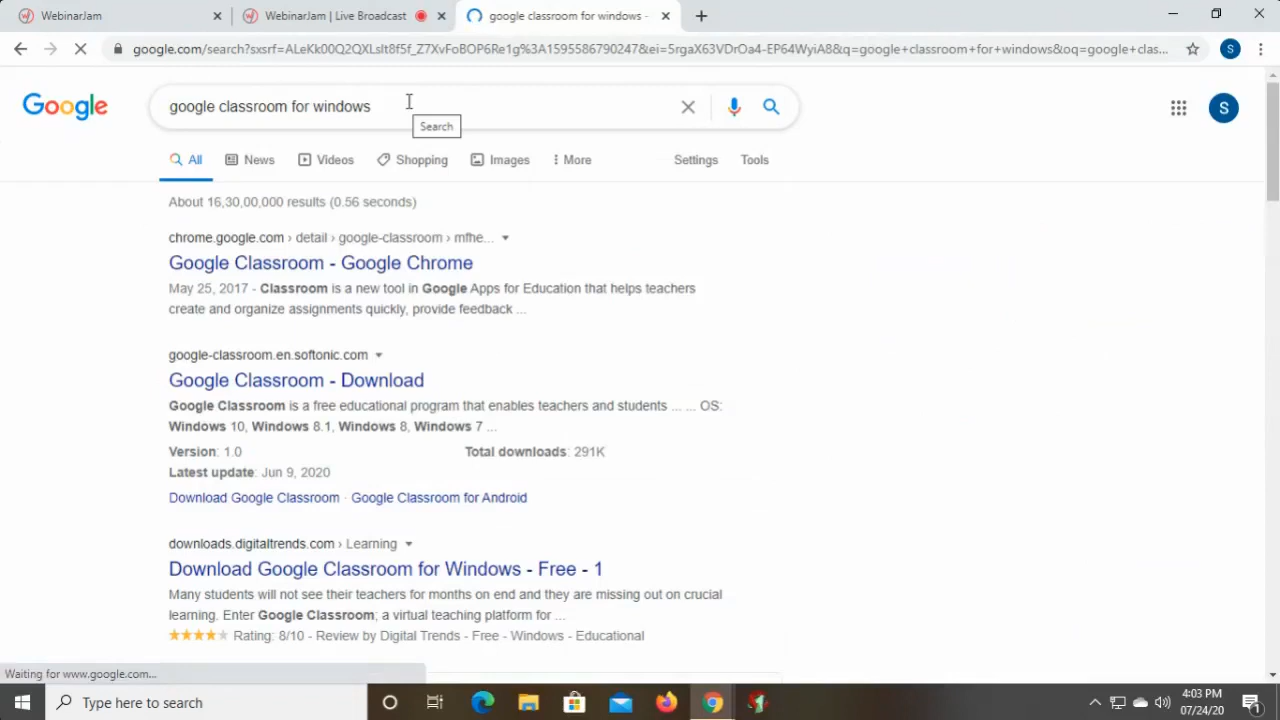 WebinarJam
WebinarJam | Live Broadcast
google classroom for windows -
google.com/search?sxsrf=ALeKk00Q2QXLslt8f5f_Z7XvFoBOP6Re1g%3A1595586790247&ei=5rgaX63VDrOa4-EP64WyiA8&q=google+classroom+for+windows&oq=google+clas...
S
Google
google classroom for windows
Search
S
All
News
Videos
Shopping
Images
More
Settings
Tools
About 16,30,00,000 results (0.56 seconds)
chrome.google.com › detail › google-classroom › mfhe...
Google Classroom - Google Chrome
May 25, 2017 - Classroom is a new tool in Google Apps for Education that helps teachers
create and organize assignments quickly, provide feedback ...
google-classroom.en.softonic.com
Google Classroom - Download
Google Classroom is a free educational program that enables teachers and students ... ... OS:
Windows 10, Windows 8.1, Windows 8, Windows 7 ...
Version: 1.0
Total downloads: 291K
Latest update: Jun 9, 2020
Download Google Classroom · Google Classroom for Android
downloads.digitaltrends.com › Learning
Download Google Classroom for Windows - Free - 1
Many students will not see their teachers for months on end and they are missing out on crucial
learning. Enter Google Classroom; a virtual teaching platform for ...
Rating: 8/10 - Review by Digital Trends - Free - Windows - Educational
Waiting for www.google.com...
Type here to search
4:03 PM
07/24/20
1